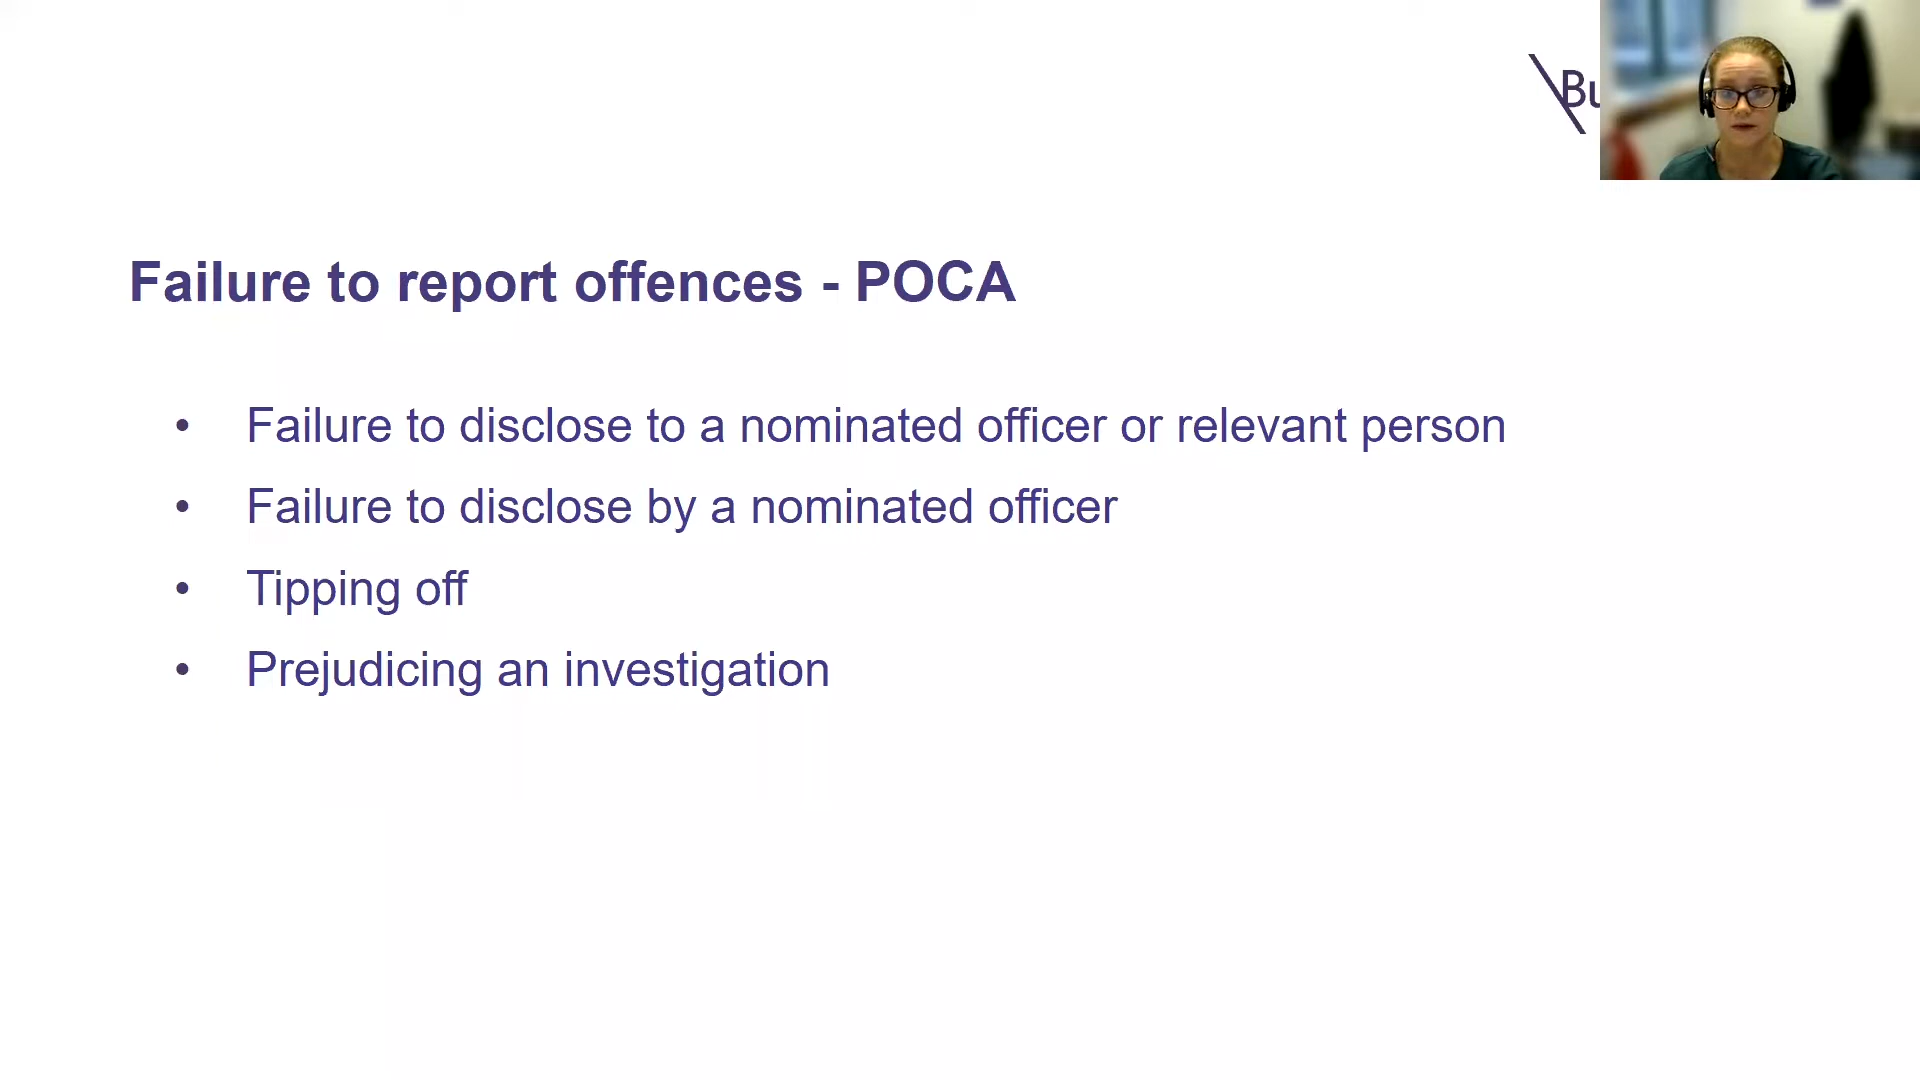 Failure to report offences - POCA
• Failure to disclose to a nominated officer or relevant person
• Failure to disclose by a nominated officer
• Tipping off
• Prejudicing an investigation